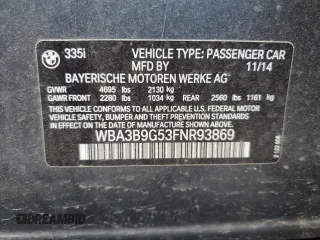 335i VEHICLE TYPE: PASSENGER CAR
MFD BY 11/14
BAYERISCHE MOTOREN WERKE AG
GVWR 4695 lbs 2130 kg
GAWR FRONT 2280 lbs 1034 kg REAR 2560 lbs 1161 kg
THIS VEHICLE CONFORMS TO ALL APPLICABLE U.S. FEDERAL MOTOR
VEHICLE SAFETY, BUMPER AND THEFT PREVENTION STANDARDS IN
EFFECT ON THE DATE OF MANUFACTURE SHOWN ABOVE.
WBA3B9G53FNR93869
© DREAMBID